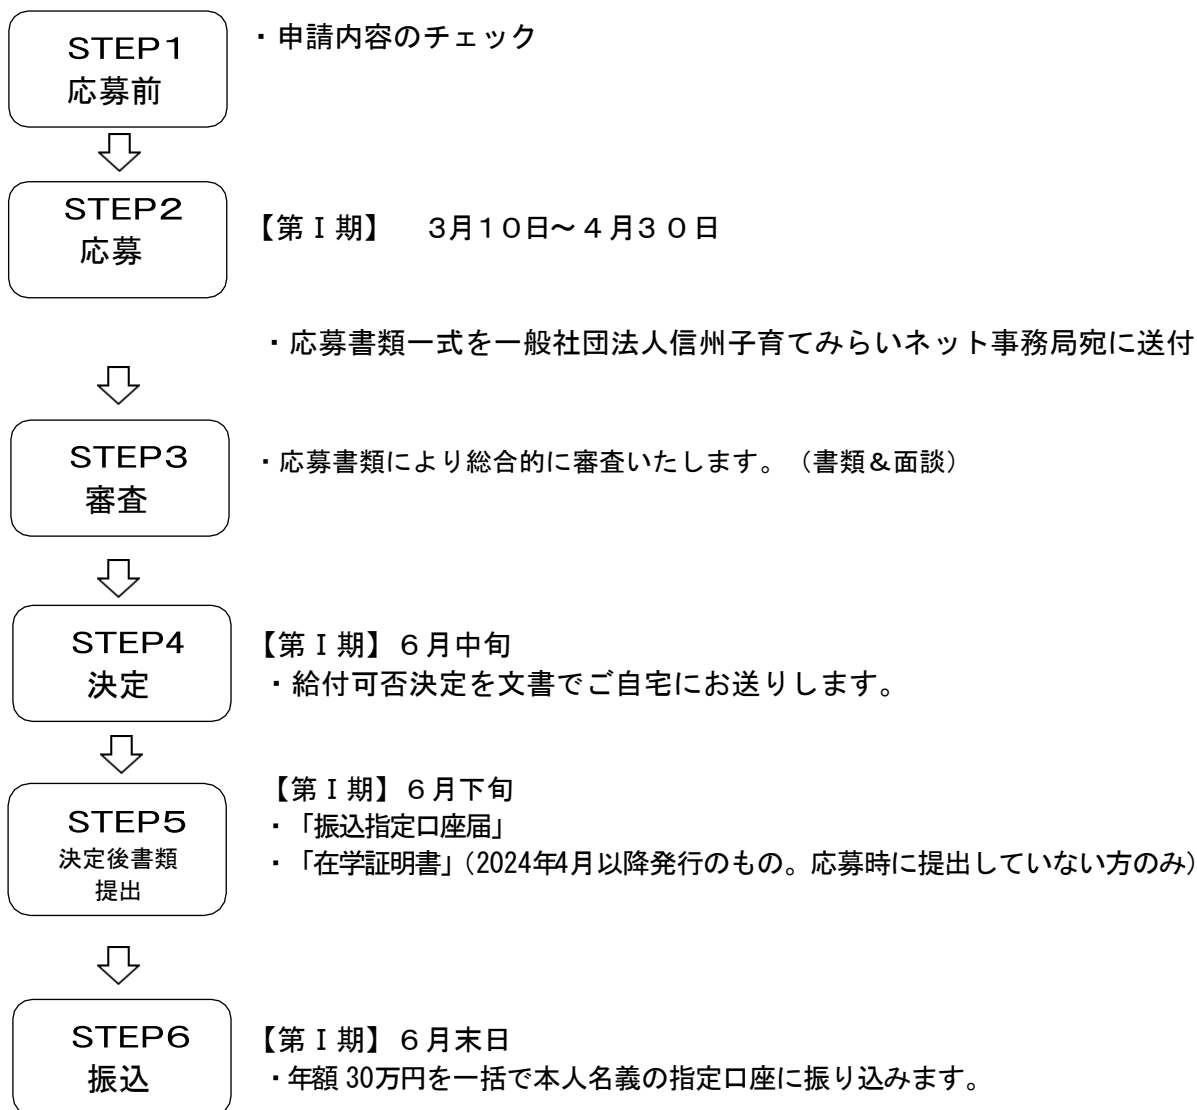 STEP1
応募前
・申請内容のチェック
STEP2
応募
【第Ⅰ期】　3月10日～4月30日
・応募書類一式を一般社団法人信州子育てみらいネット事務局宛に送付
STEP3
審査
・応募書類により総合的に審査いたします。（書類＆面談）
STEP4
決定
【第Ⅰ期】６月中旬
・給付可否決定を文書でご自宅にお送りします。
STEP5
決定後書類
提出
【第Ⅰ期】６月下旬
・「振込指定口座届」
・「在学証明書」（2024年4月以降発行のもの。応募時に提出していない方のみ）
STEP6
振込
【第Ⅰ期】６月末日
・年額30万円を一括で本人名義の指定口座に振り込みます。